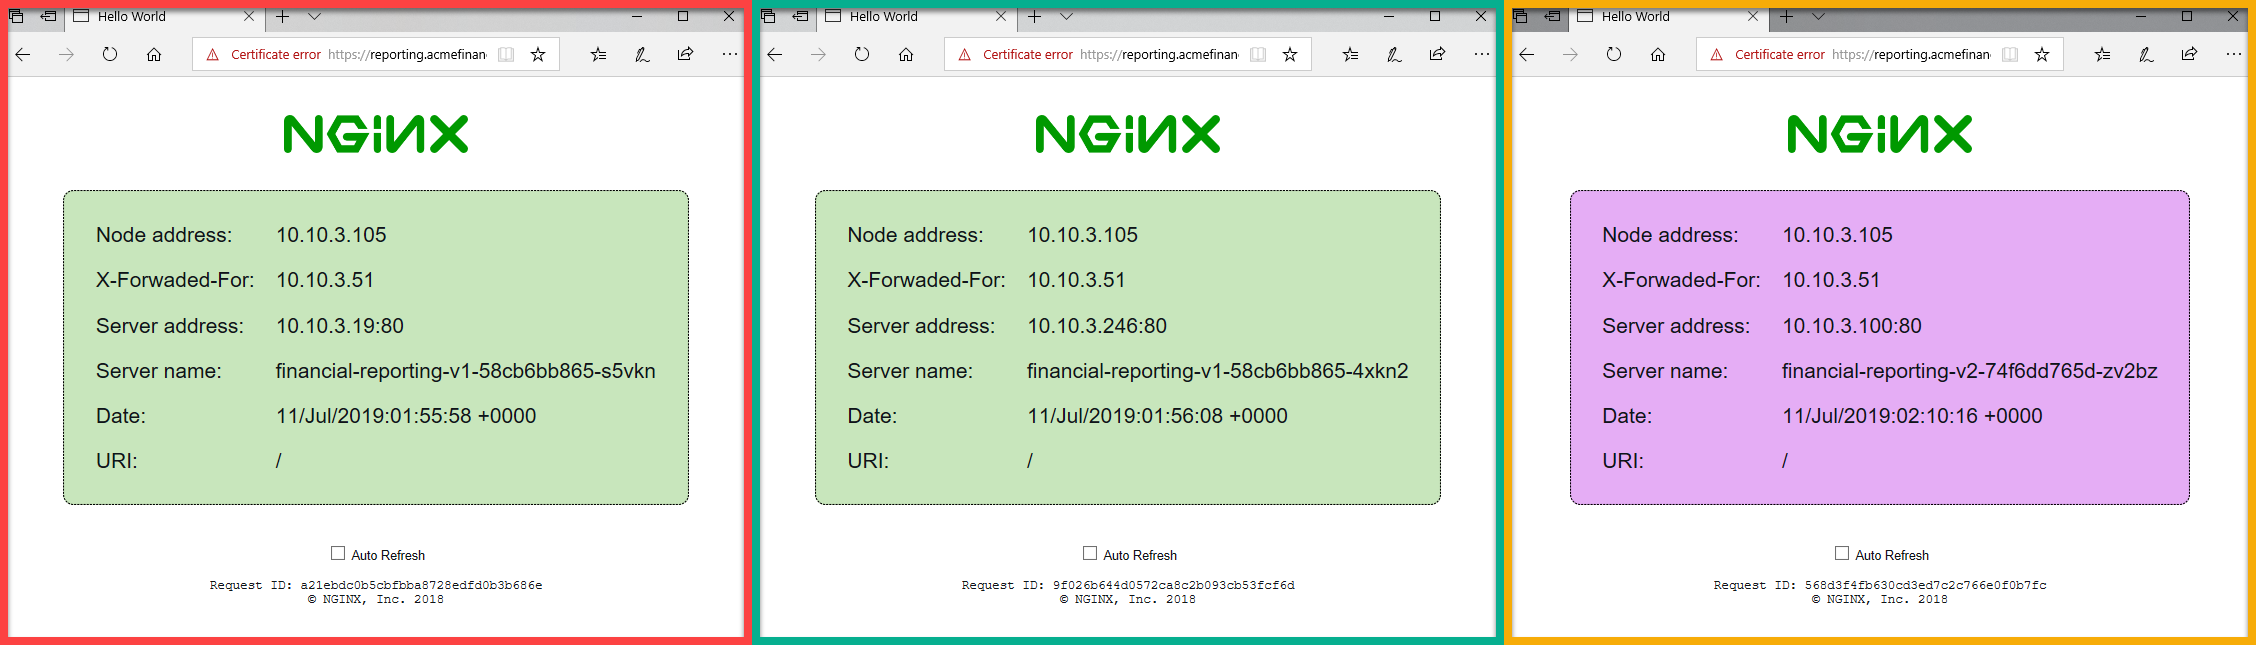 Hello World
Certificate error https://reporting.acmefinan
NGINX
Node address: 10.10.3.105
X-Forwaded-For: 10.10.3.51
Server address: 10.10.3.19:80
Server name: financial-reporting-v1-58cb6bb865-s5vkn
Date: 11/Jul/2019:01:55:58 +0000
URI: /
Auto Refresh
Request ID: a21ebdc0b5cbfbba8728edfd0b3b686e
© NGINX, Inc. 2018
Hello World
Certificate error https://reporting.acmefinan
NGINX
Node address: 10.10.3.105
X-Forwaded-For: 10.10.3.51
Server address: 10.10.3.246:80
Server name: financial-reporting-v1-58cb6bb865-4xkn2
Date: 11/Jul/2019:01:56:08 +0000
URI: /
Auto Refresh
Request ID: 9f026b644d0572ca8c2b093cb53fcf6d
© NGINX, Inc. 2018
Hello World
Certificate error https://reporting.acmefinan
NGINX
Node address: 10.10.3.105
X-Forwaded-For: 10.10.3.51
Server address: 10.10.3.100:80
Server name: financial-reporting-v2-74f6dd765d-zv2bz
Date: 11/Jul/2019:02:10:16 +0000
URI: /
Auto Refresh
Request ID: 568d3f4fb630cd3ed7c2c766e0f0b7fc
© NGINX, Inc. 2018